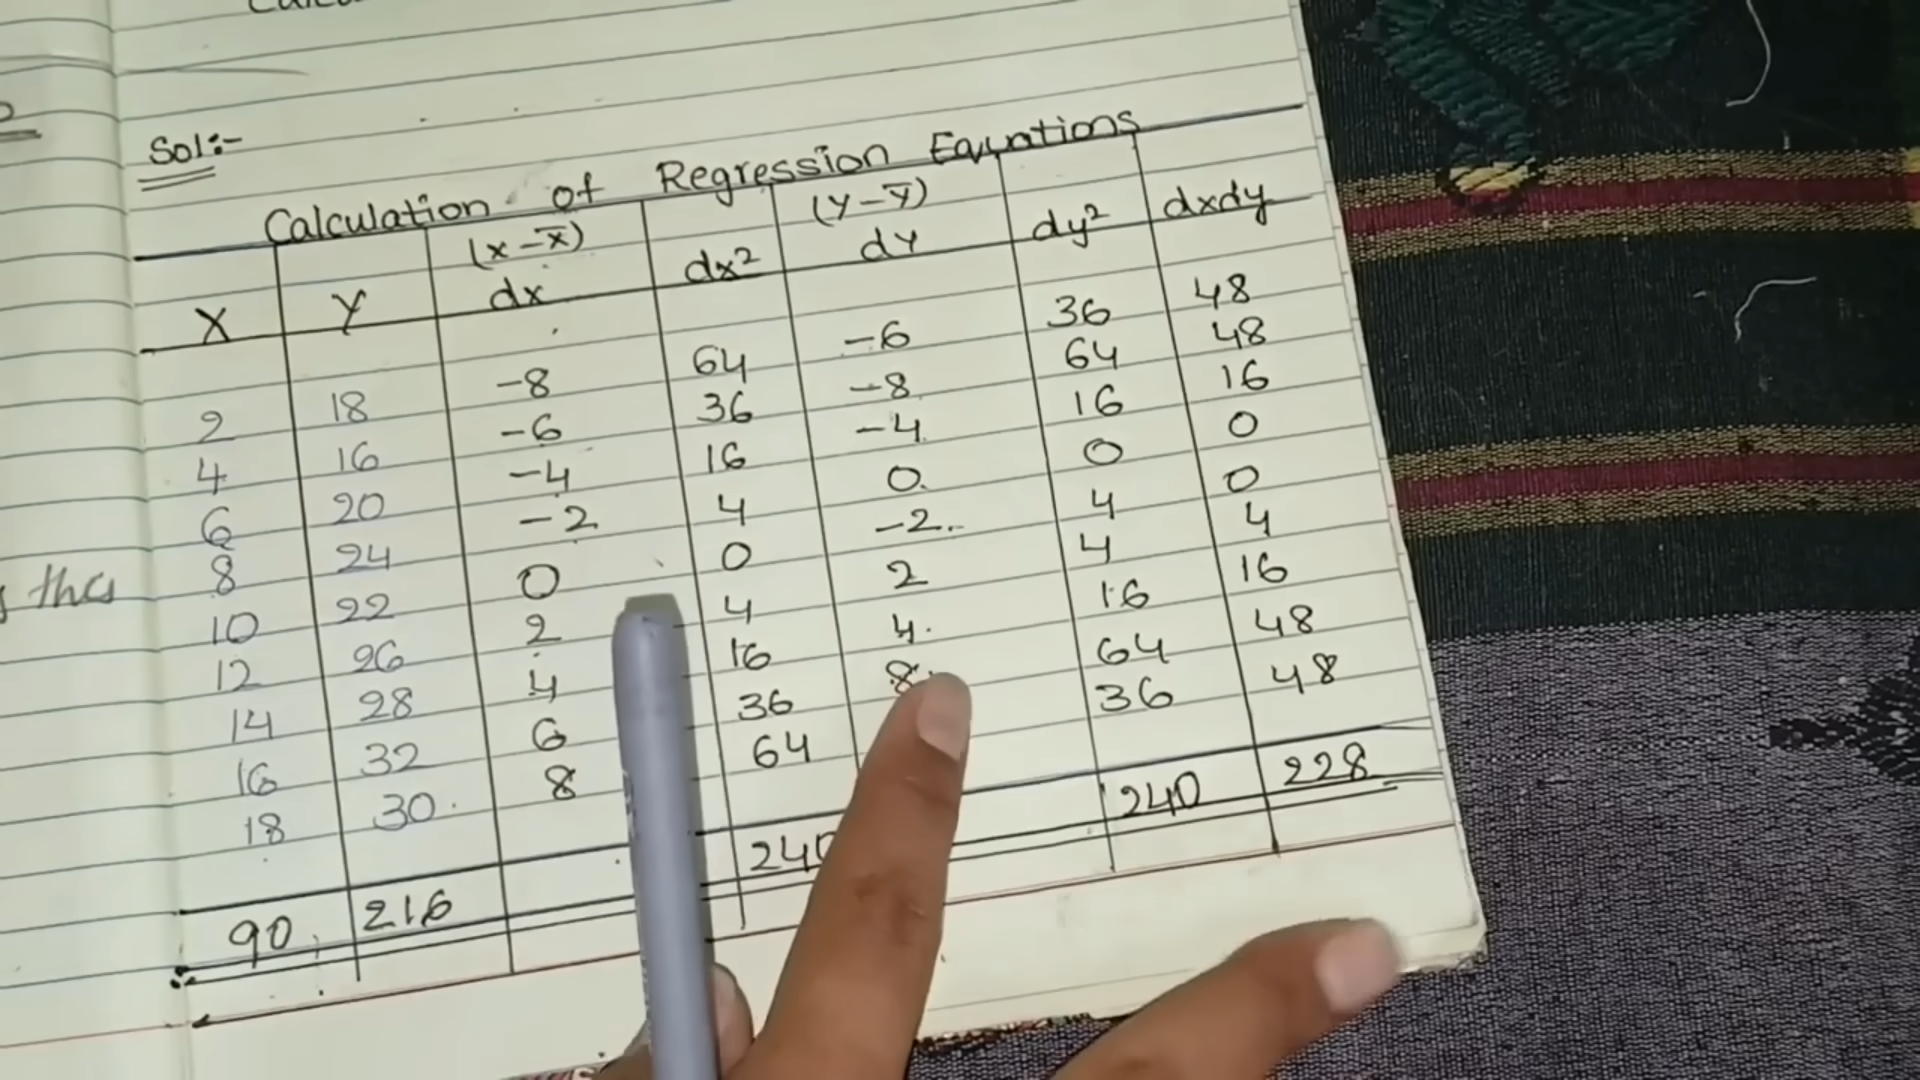 Sol:-
Calculation of Regression Equations
X Y (x-x̄) dx dx² (y-ȳ) dy dy² dxdy
2 18 -8 64 -6 36 48
4 16 -6 36 -8 64 48
6 20 -4 16 -4 16 16
8 24 -2 4 0 0 0
10 22 0 0 -2 4 0
12 26 2 4 2 4 4
14 28 4 16 4 16 16
16 32 6 36 8 64 48
18 30 8 64 36 48
90 216 240 240 228
this